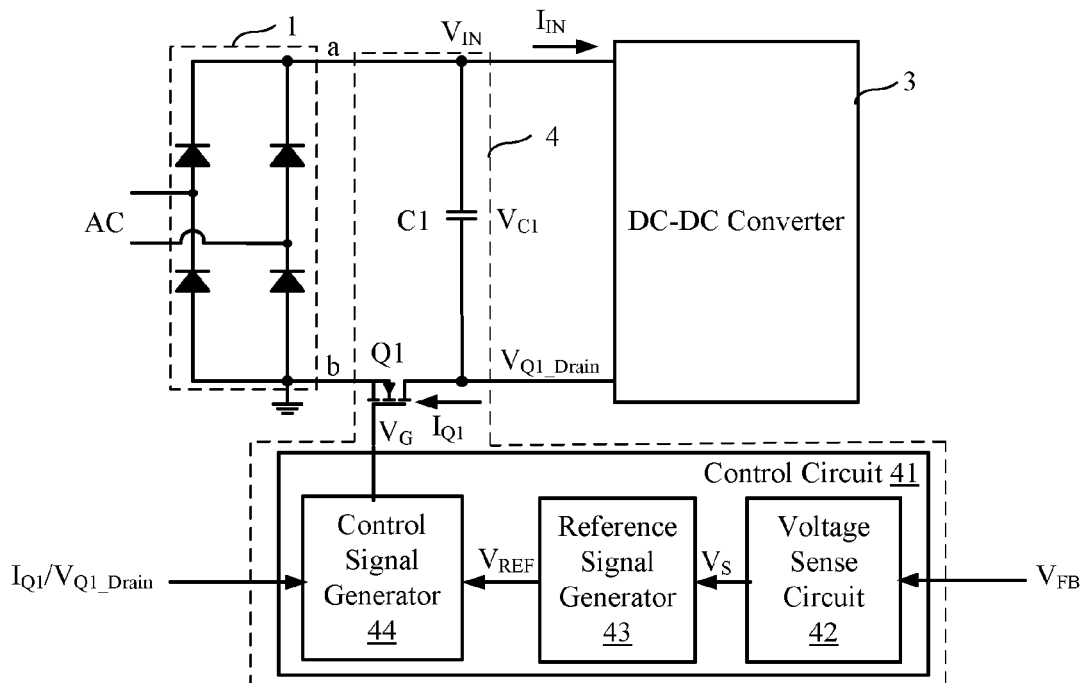 1
a
V_IN
I_IN
3
4
AC
C1
V_C1
DC-DC Converter
Q1
b
V_Q1_Drain
V_G
I_Q1
Control Circuit 41
Control
Signal
Generator
44
Reference
Signal
Generator
43
Voltage
Sense
Circuit
42
I_Q1/V_Q1_Drain
V_REF
V_S
V_FB